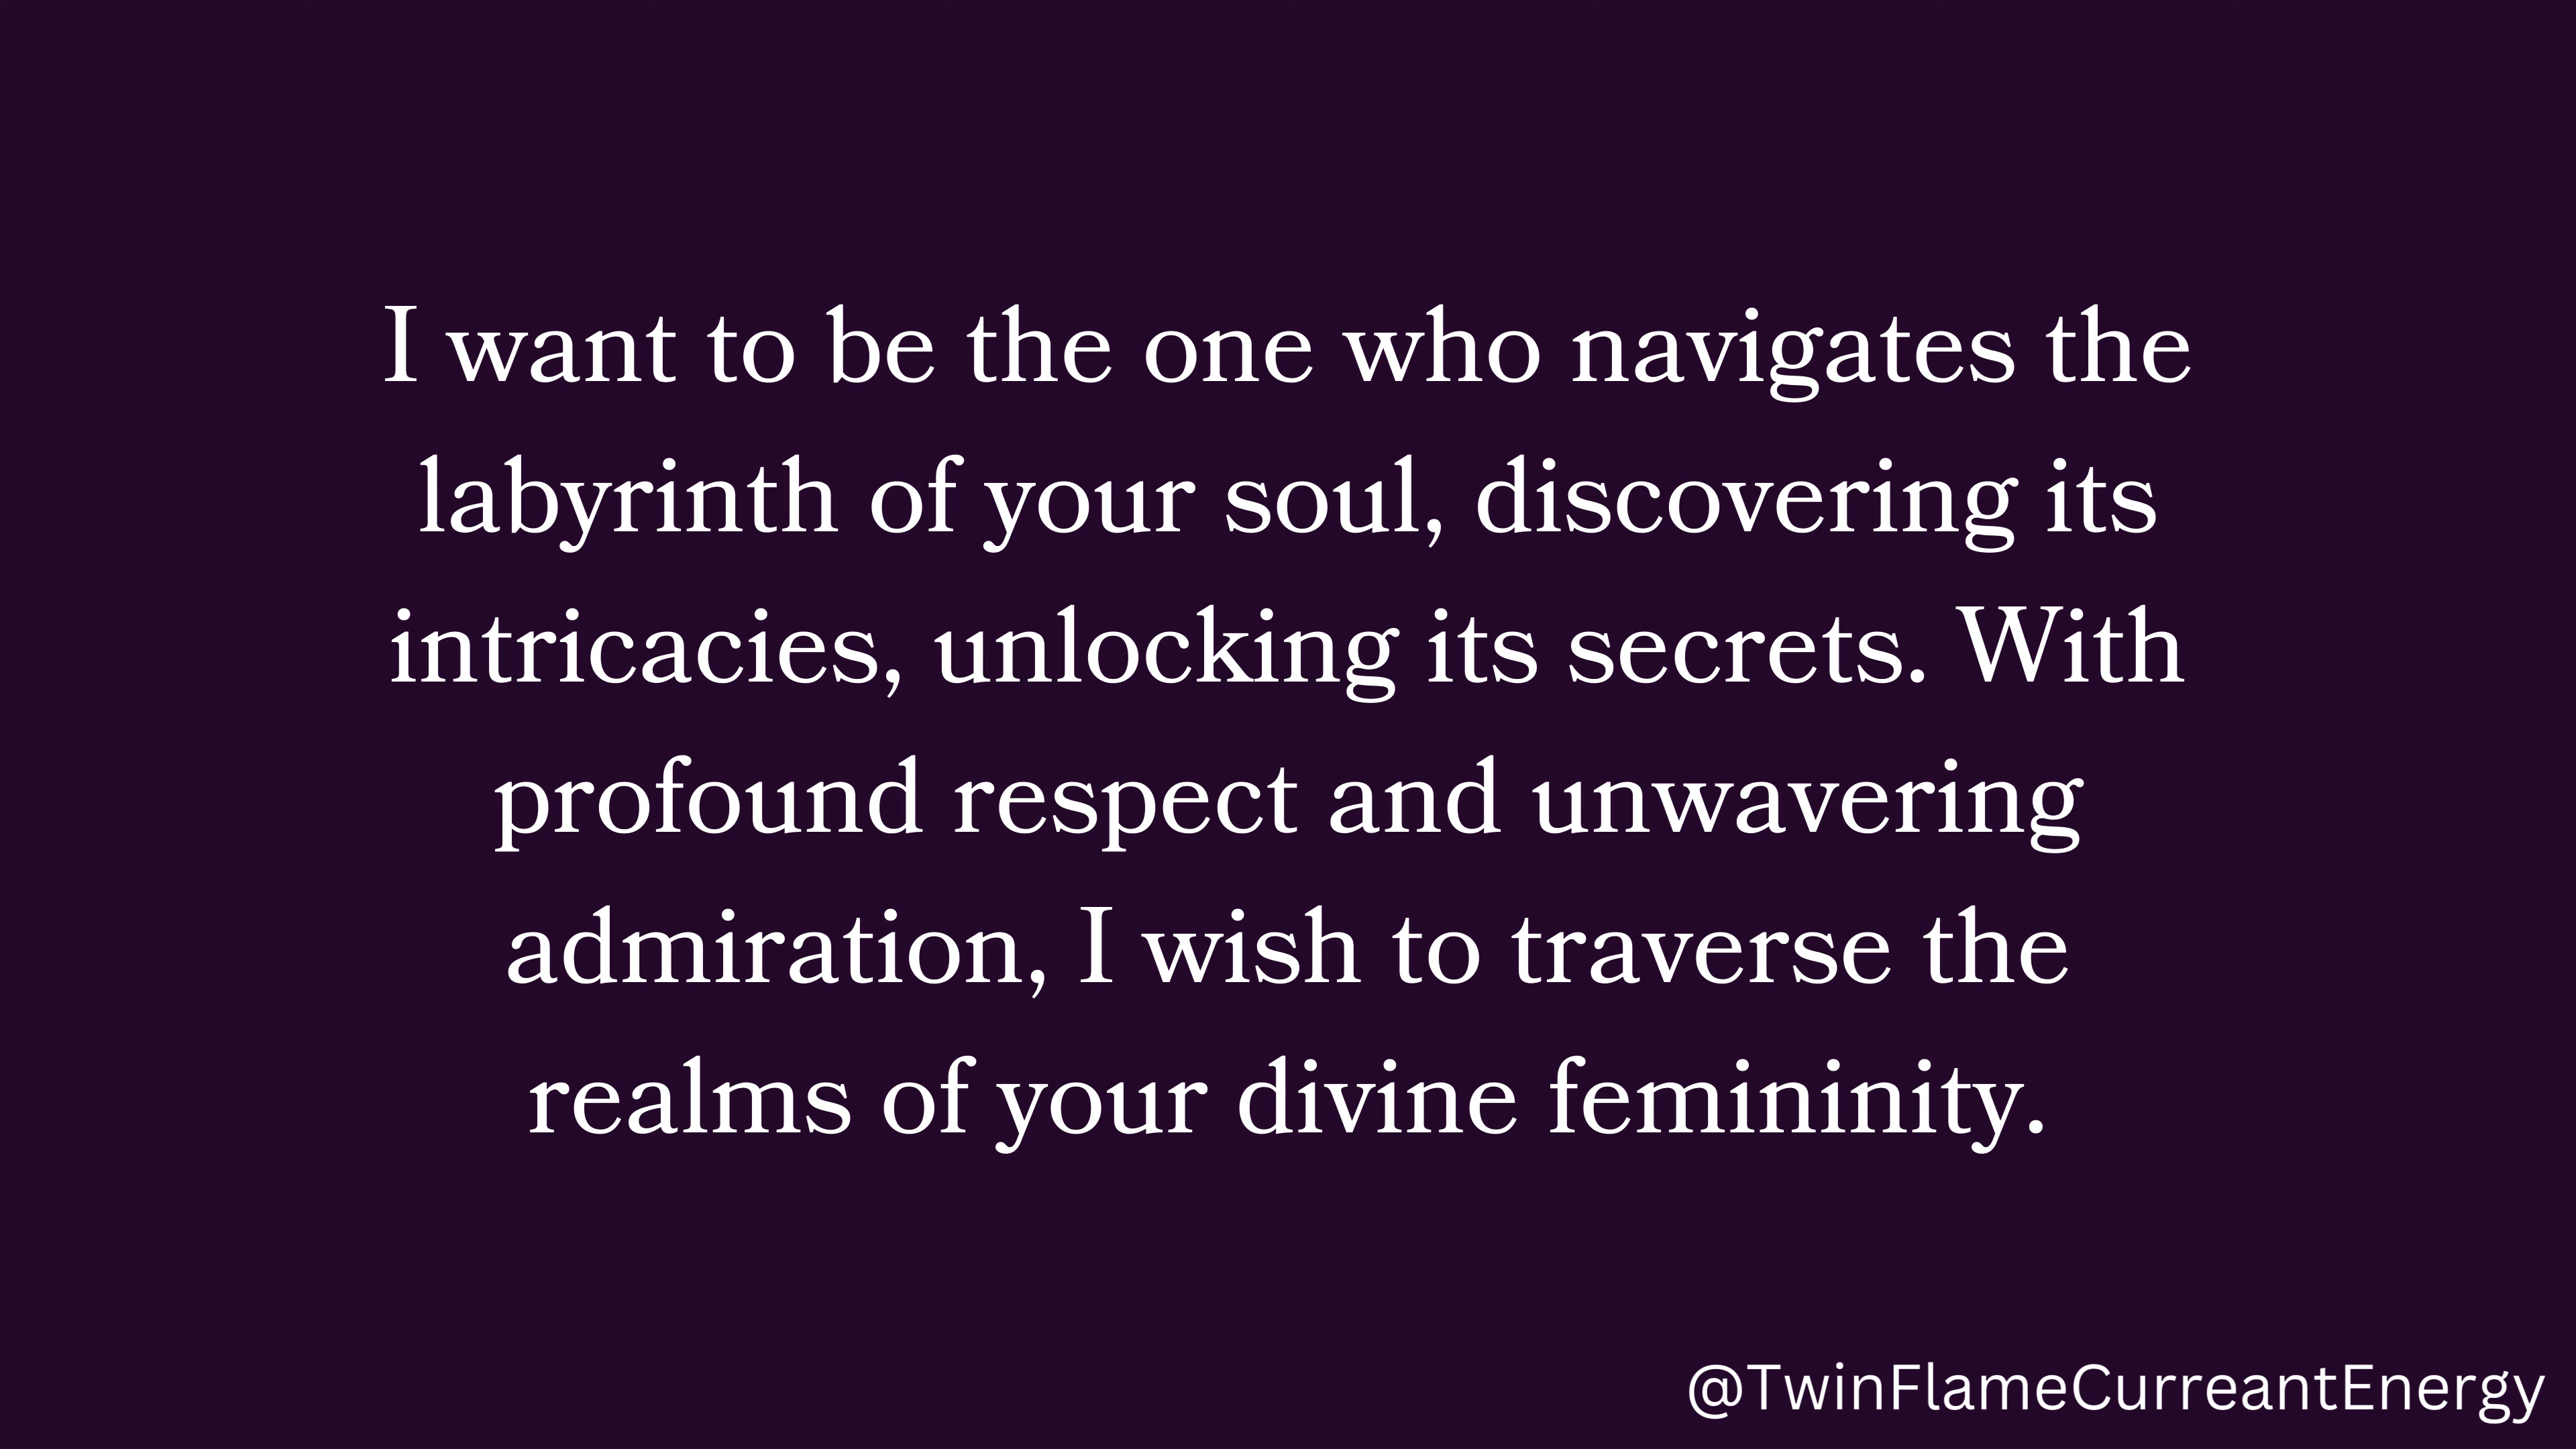 I want to be the one who navigates the
labyrinth of your soul, discovering its
intricacies, unlocking its secrets. With
profound respect and unwavering
admiration, I wish to traverse the
realms of your divine femininity.
@TwinFlameCurreantEnergy